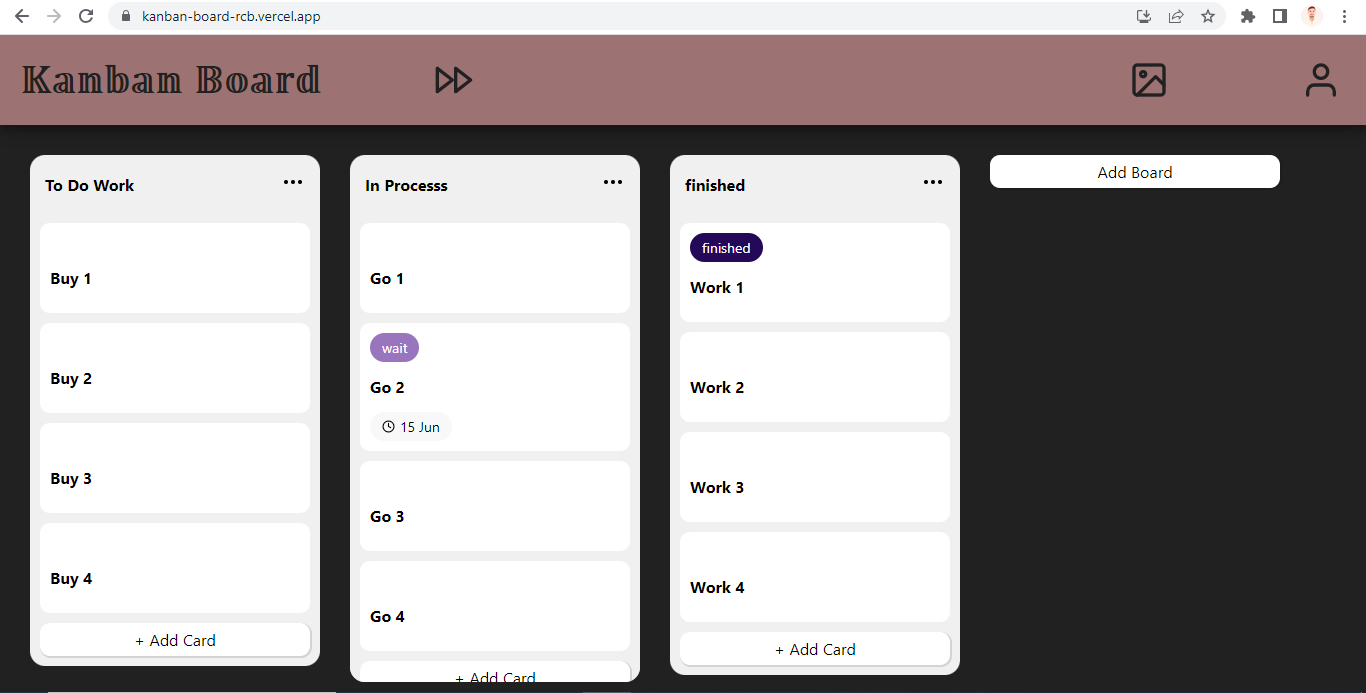 kanban-board-rcb.vercel.app
Kanban Board
To Do Work
Buy 1
Buy 2
Buy 3
Buy 4
+ Add Card
In Processs
Go 1
wait
Go 2
15 Jun
Go 3
Go 4
+ Add Card
finished
finished
Work 1
Work 2
Work 3
Work 4
+ Add Card
Add Board